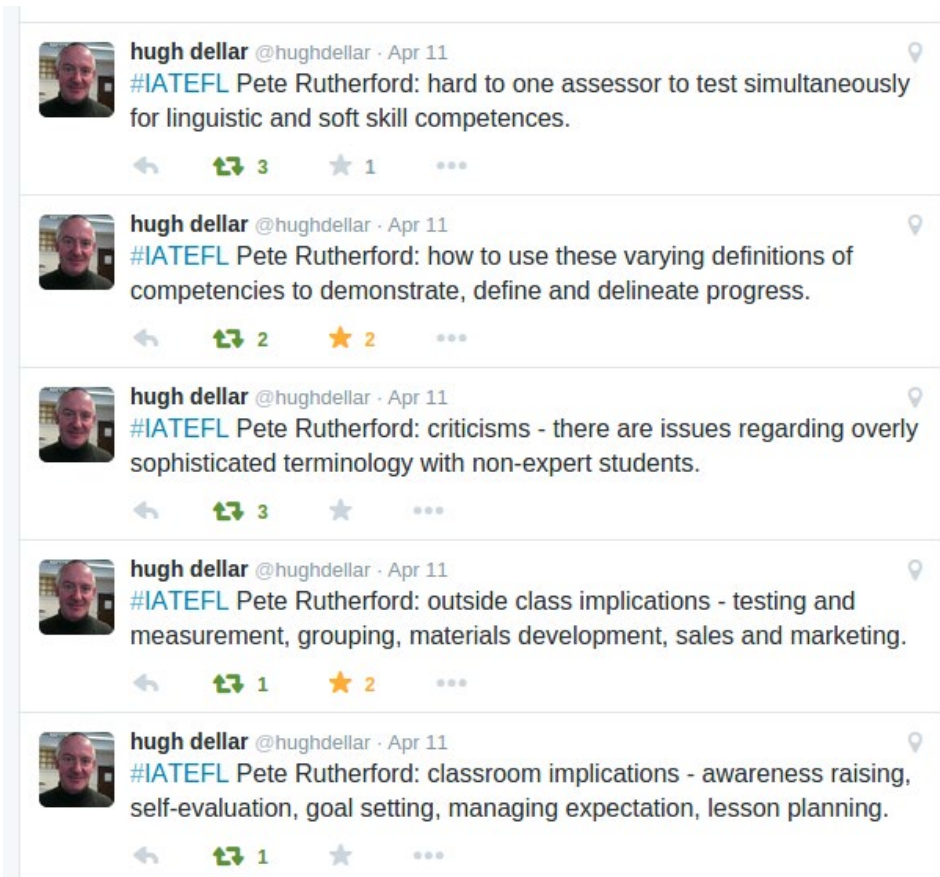 hugh dellar @hughdellar · Apr 11
#IATEFL Pete Rutherford: hard to one assessor to test simultaneously
for linguistic and soft skill competences.
3 1
hugh dellar @hughdellar · Apr 11
#IATEFL Pete Rutherford: how to use these varying definitions of
competencies to demonstrate, define and delineate progress.
2 2
hugh dellar @hughdellar · Apr 11
#IATEFL Pete Rutherford: criticisms - there are issues regarding overly
sophisticated terminology with non-expert students.
3
hugh dellar @hughdellar · Apr 11
#IATEFL Pete Rutherford: outside class implications - testing and
measurement, grouping, materials development, sales and marketing.
1 2
hugh dellar @hughdellar · Apr 11
#IATEFL Pete Rutherford: classroom implications - awareness raising,
self-evaluation, goal setting, managing expectation, lesson planning.
1